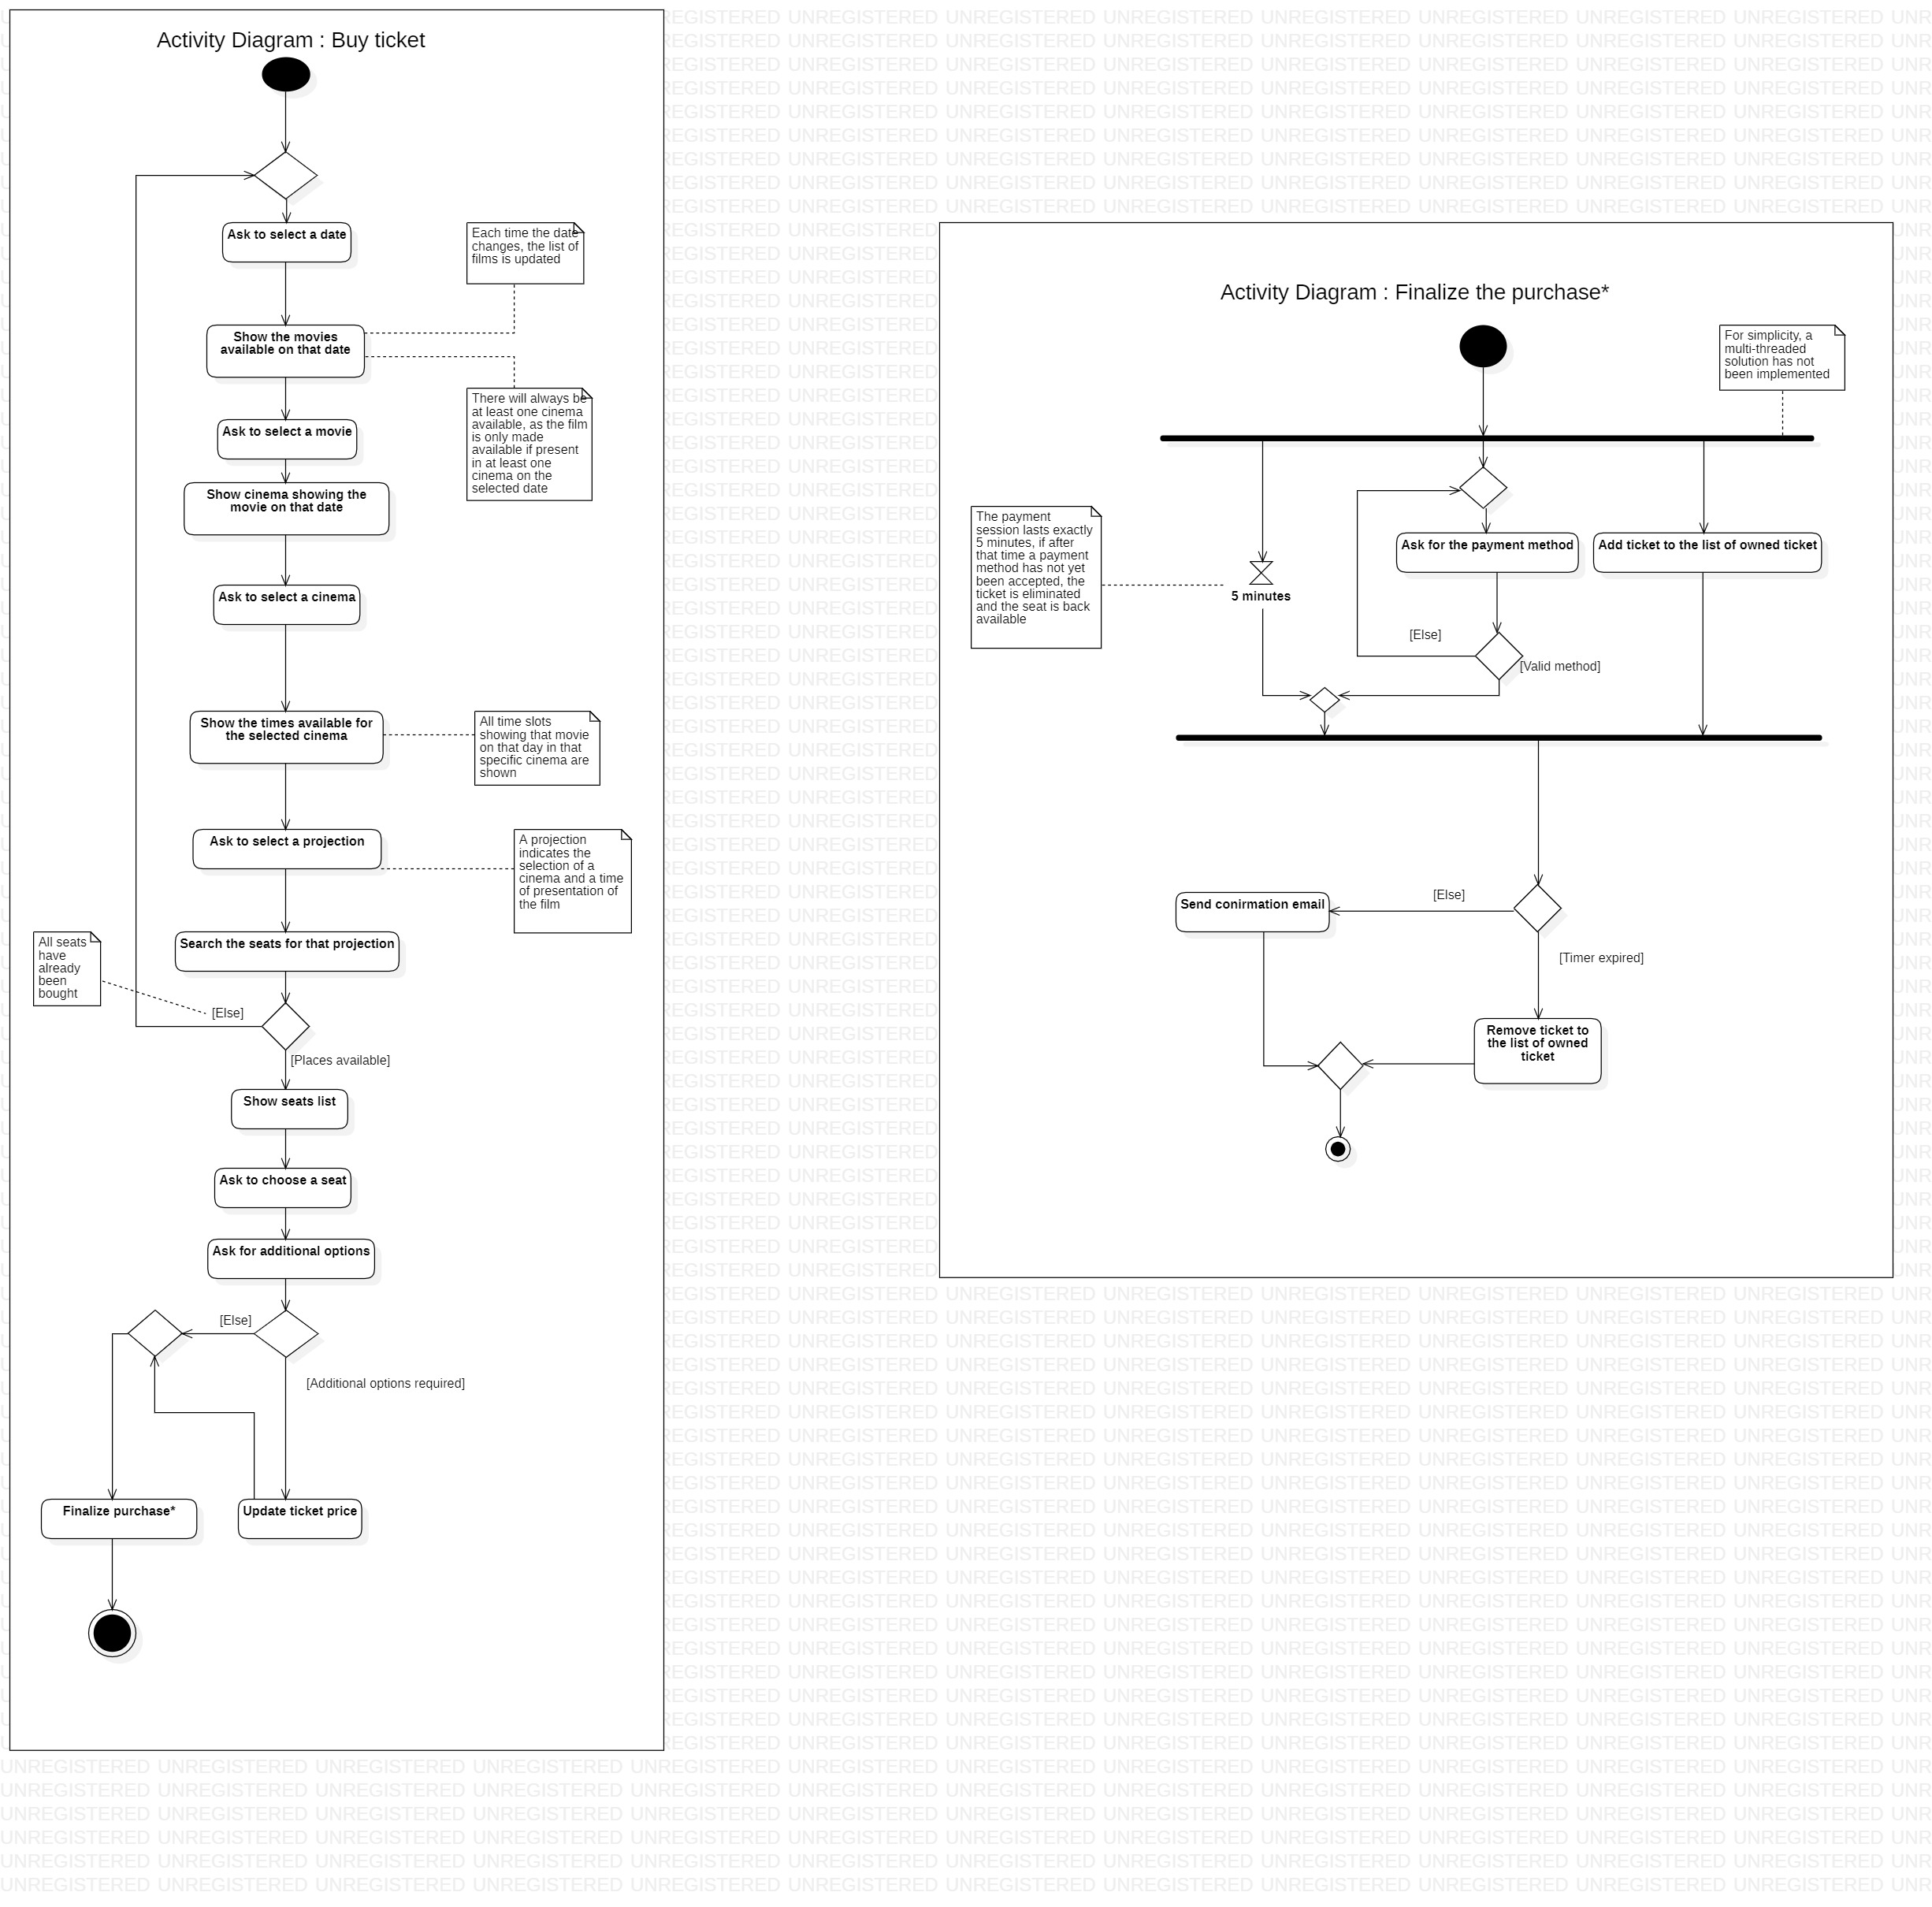 Activity Diagram : Buy ticket
Ask to select a date
Each time the date
changes, the list of
films is updated
Show the movies
available on that date
There will always be
at least one cinema
available, as the film
is only made
available if present
in at least one
cinema on the
selected date
Ask to select a movie
Show cinema showing the
movie on that date
Ask to select a cinema
Show the times available for
the selected cinema
All time slots
showing that movie
on that day in that
specific cinema are
shown
Ask to select a projection
A projection
indicates the
selection of a
cinema and a time
of presentation of
the film
Search the seats for that projection
All seats
have
already
been
bought
[Else]
[Places available]
Show seats list
Ask to choose a seat
Ask for additional options
[Else]
[Additional options required]
Finalize purchase*
Update ticket price
Activity Diagram : Finalize the purchase*
For simplicity, a
multi-threaded
solution has not
been implemented
The payment
session lasts exactly
5 minutes, if after
that time a payment
method has not yet
been accepted, the
ticket is eliminated
and the seat is back
available
5 minutes
Ask for the payment method
Add ticket to the list of owned ticket
[Else]
[Valid method]
Send conirmation email
[Else]
[Timer expired]
Remove ticket to
the list of owned
ticket
UNREGISTERED